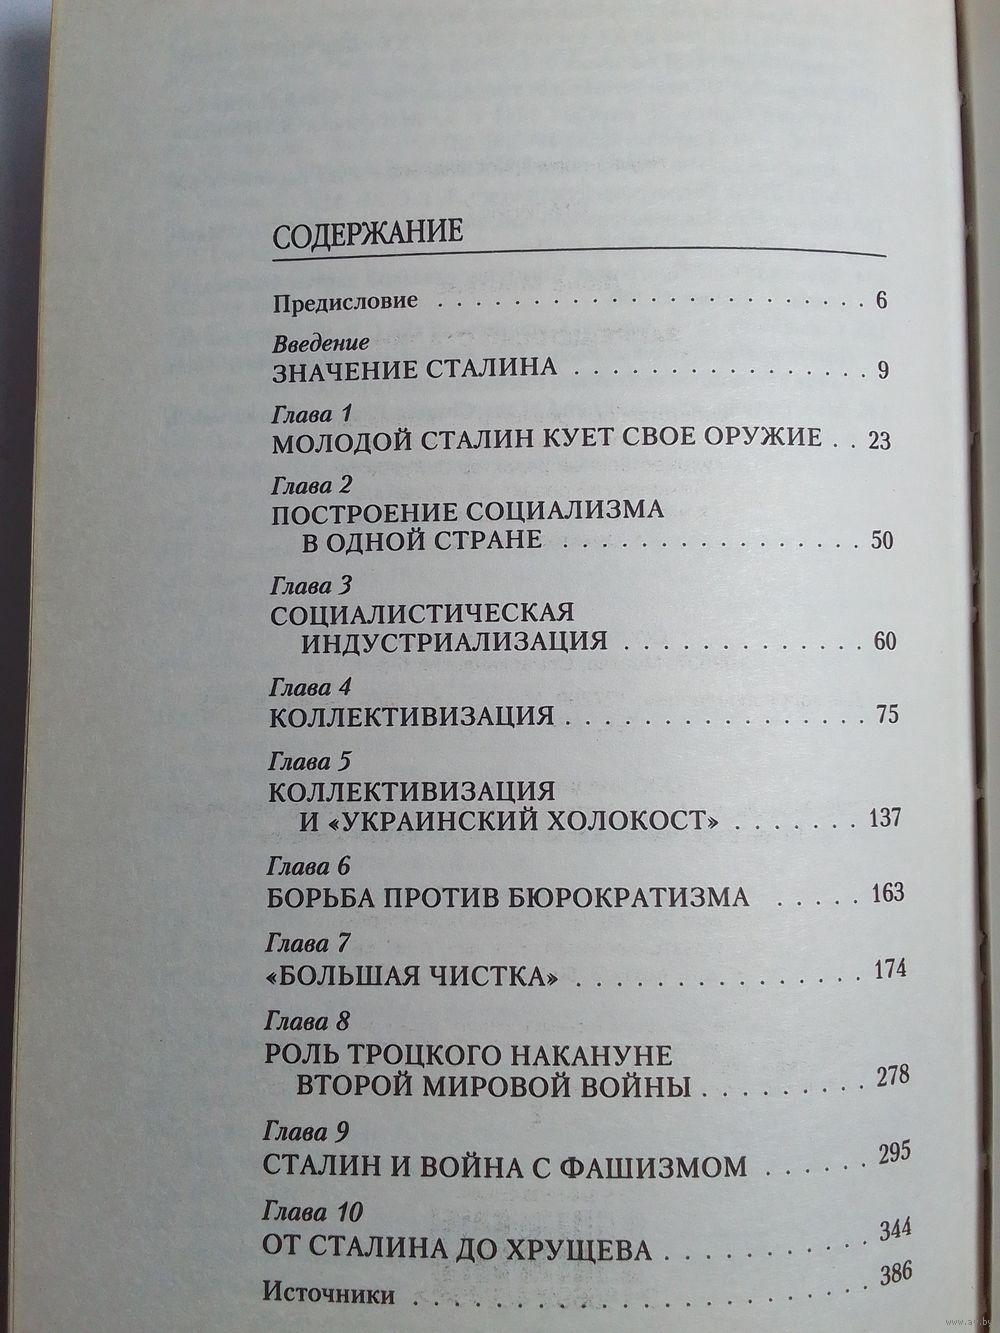 СОДЕРЖАНИЕ
Предисловие . . . . . . . . . . . . . . . . . . . . . . 6
Введение
ЗНАЧЕНИЕ СТАЛИНА . . . . . . . . . . . . . . . 9
Глава 1
МОЛОДОЙ СТАЛИН КУЕТ СВОЕ ОРУЖИЕ . . 23
Глава 2
ПОСТРОЕНИЕ СОЦИАЛИЗМА
В ОДНОЙ СТРАНЕ . . . . . . . . . . . . . . . 50
Глава 3
СОЦИАЛИСТИЧЕСКАЯ
ИНДУСТРИАЛИЗАЦИЯ . . . . . . . . . . . . 60
Глава 4
КОЛЛЕКТИВИЗАЦИЯ . . . . . . . . . . . . . . . 75
Глава 5
КОЛЛЕКТИВИЗАЦИЯ
И «УКРАИНСКИЙ ХОЛОКОСТ» . . . . . . . 137
Глава 6
БОРЬБА ПРОТИВ БЮРОКРАТИЗМА . . . . . 163
Глава 7
«БОЛЬШАЯ ЧИСТКА» . . . . . . . . . . . . . . . 174
Глава 8
РОЛЬ ТРОЦКОГО НАКАНУНЕ
ВТОРОЙ МИРОВОЙ ВОЙНЫ . . . . . . . . . 278
Глава 9
СТАЛИН И ВОЙНА С ФАШИЗМОМ . . . . . . 295
Глава 10
ОТ СТАЛИНА ДО ХРУЩЕВА . . . . . . . . . . . 344
Источники . . . . . . . . . . . . . . . . . . . . . . . 386
www.ay.by